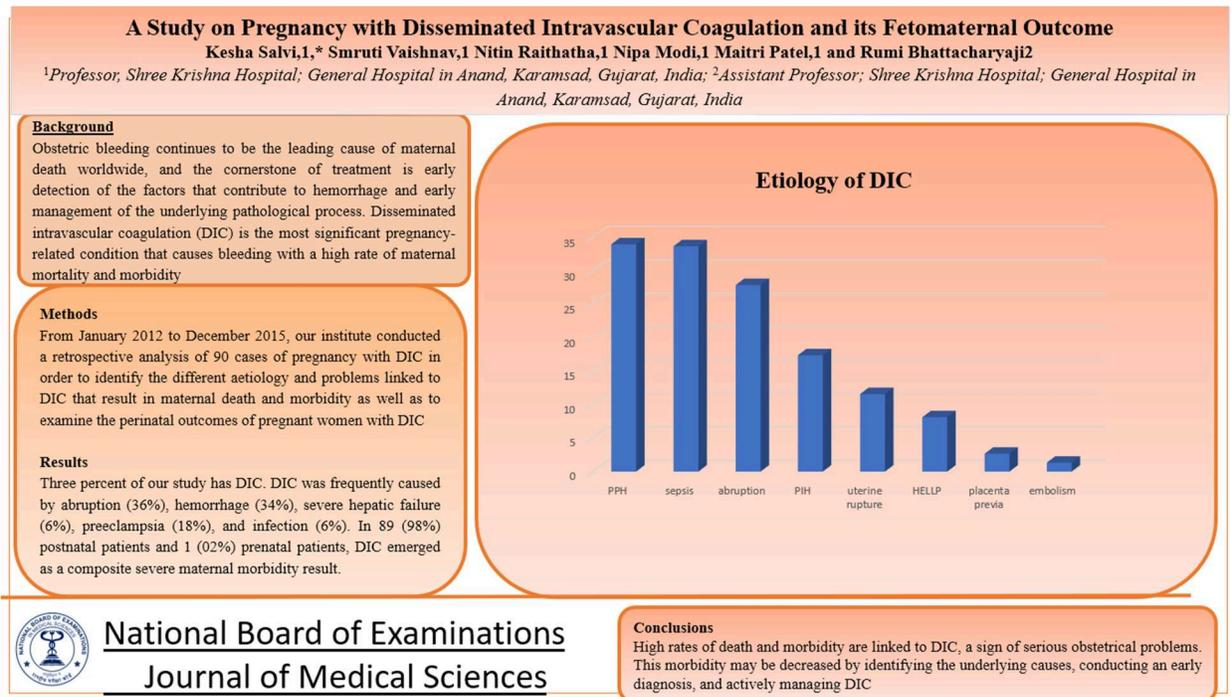 A Study on Pregnancy with Disseminated Intravascular Coagulation and its Fetomaternal Outcome
Kesha Salvi,1,* Smruti Vaishnav,1 Nitin Raithatha,1 Nipa Modi,1 Maitri Patel,1 and Rumi Bhattacharyaji2
1Professor, Shree Krishna Hospital; General Hospital in Anand, Karamsad, Gujarat, India; 2Assistant Professor; Shree Krishna Hospital; General Hospital in
Anand, Karamsad, Gujarat, India
Background
Obstetric bleeding continues to be the leading cause of maternal
death worldwide, and the cornerstone of treatment is early
detection of the factors that contribute to hemorrhage and early
management of the underlying pathological process. Disseminated
intravascular coagulation (DIC) is the most significant pregnancy-
related condition that causes bleeding with a high rate of maternal
mortality and morbidity
Methods
From January 2012 to December 2015, our institute conducted
a retrospective analysis of 90 cases of pregnancy with DIC in
order to identify the different aetiology and problems linked to
DIC that result in maternal death and morbidity as well as to
examine the perinatal outcomes of pregnant women with DIC
Results
Three percent of our study has DIC. DIC was frequently caused
by abruption (36%), hemorrhage (34%), severe hepatic failure
(6%), preeclampsia (18%), and infection (6%). In 89 (98%)
postnatal patients and 1 (02%) prenatal patients, DIC emerged
as a composite severe maternal morbidity result.
Etiology of DIC
35
30
25
20
15
10
5
0
PPH sepsis abruption PIH uterine HELLP placenta embolism
rupture previa
NATIONAL BOARD OF EXAMINATIONS
IN MEDICAL SCIENCES
National Board of Examinations
Journal of Medical Sciences
Conclusions
High rates of death and morbidity are linked to DIC, a sign of serious obstetrical problems.
This morbidity may be decreased by identifying the underlying causes, conducting an early
diagnosis, and actively managing DIC